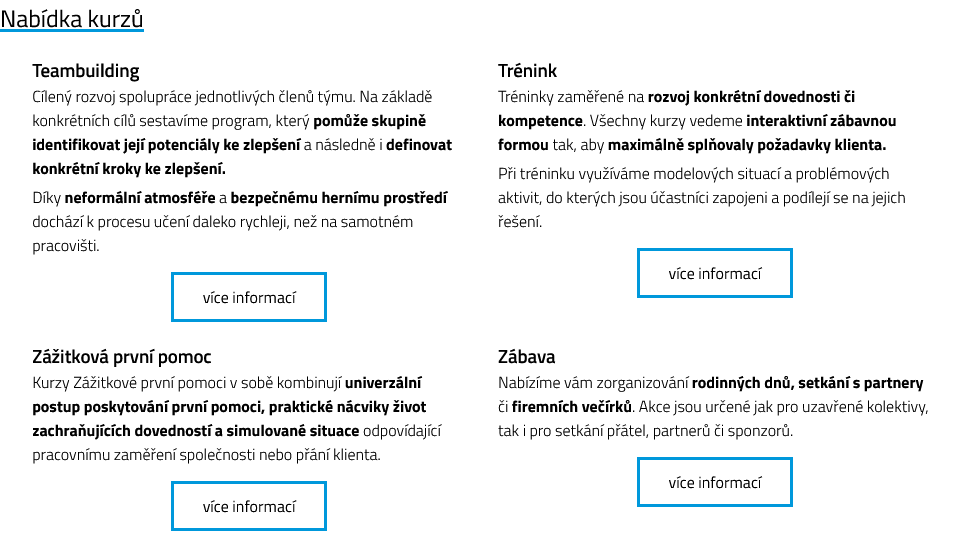 Nabídka kurzů
Teambuilding
Cílený rozvoj spolupráce jednotlivých členů týmu. Na základě
konkrétních cílů sestavíme program, který pomůže skupině
identifikovat její potenciály ke zlepšení a následně i definovat
konkrétní kroky ke zlepšení.
Díky neformální atmosféře a bezpečnému hernímu prostředí
dochází k procesu učení daleko rychleji, než na samotném
pracovišti.
více informací
Trénink
Tréninky zaměřené na rozvoj konkrétní dovednosti či
kompetence. Všechny kurzy vedeme interaktivní zábavnou
formou tak, aby maximálně splňovaly požadavky klienta.
Při tréninku využíváme modelových situací a problémových
aktivit, do kterých jsou účastníci zapojeni a podílejí se na jejich
řešení.
více informací
Zážitková první pomoc
Kurzy Zážitkové první pomoci v sobě kombinují univerzální
postup poskytování první pomoci, praktické nácviky život
zachraňujících dovedností a simulované situace odpovídající
pracovnímu zaměření společnosti nebo přání klienta.
více informací
Zábava
Nabízíme vám zorganizování rodinných dnů, setkání s partnery
či firemních večírků. Akce jsou určené jak pro uzavřené kolektivy,
tak i pro setkání přátel, partnerů či sponzorů.
více informací